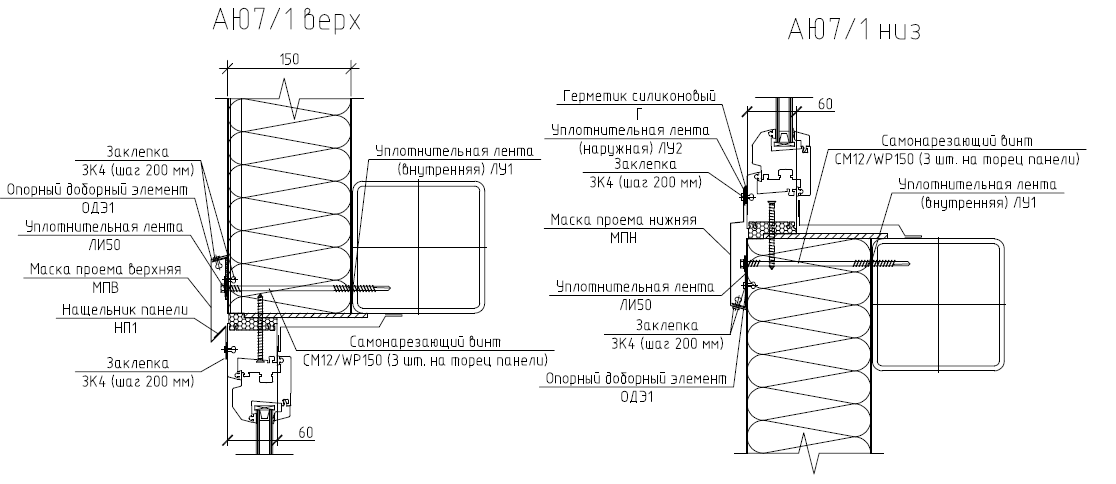 АЮ7/1 верх
150
Заклепка
ЗК4 (шаг 200 мм)
Опорный доборный элемент
ОДЭ1
Уплотнительная лента
ЛИ50
Маска проема верхняя
МПВ
Нащельник панели
НП1
Заклепка
ЗК4 (шаг 200 мм)
Уплотнительная лента
(внутренняя) ЛУ1
Самонарезающий винт
СМ12/WP150 (3 шт. на торец панели)
60
АЮ7/1 низ
Герметик силиконовый
Г
Уплотнительная лента
(наружная) ЛУ2
Заклепка
ЗК4 (шаг 200 мм)
Маска проема нижняя
МПН
Уплотнительная лента
ЛИ50
Заклепка
ЗК4 (шаг 200 мм)
Опорный доборный элемент
ОДЭ1
60
Самонарезающий винт
СМ12/WP150 (3 шт. на торец панели)
Уплотнительная лента
(внутренняя) ЛУ1